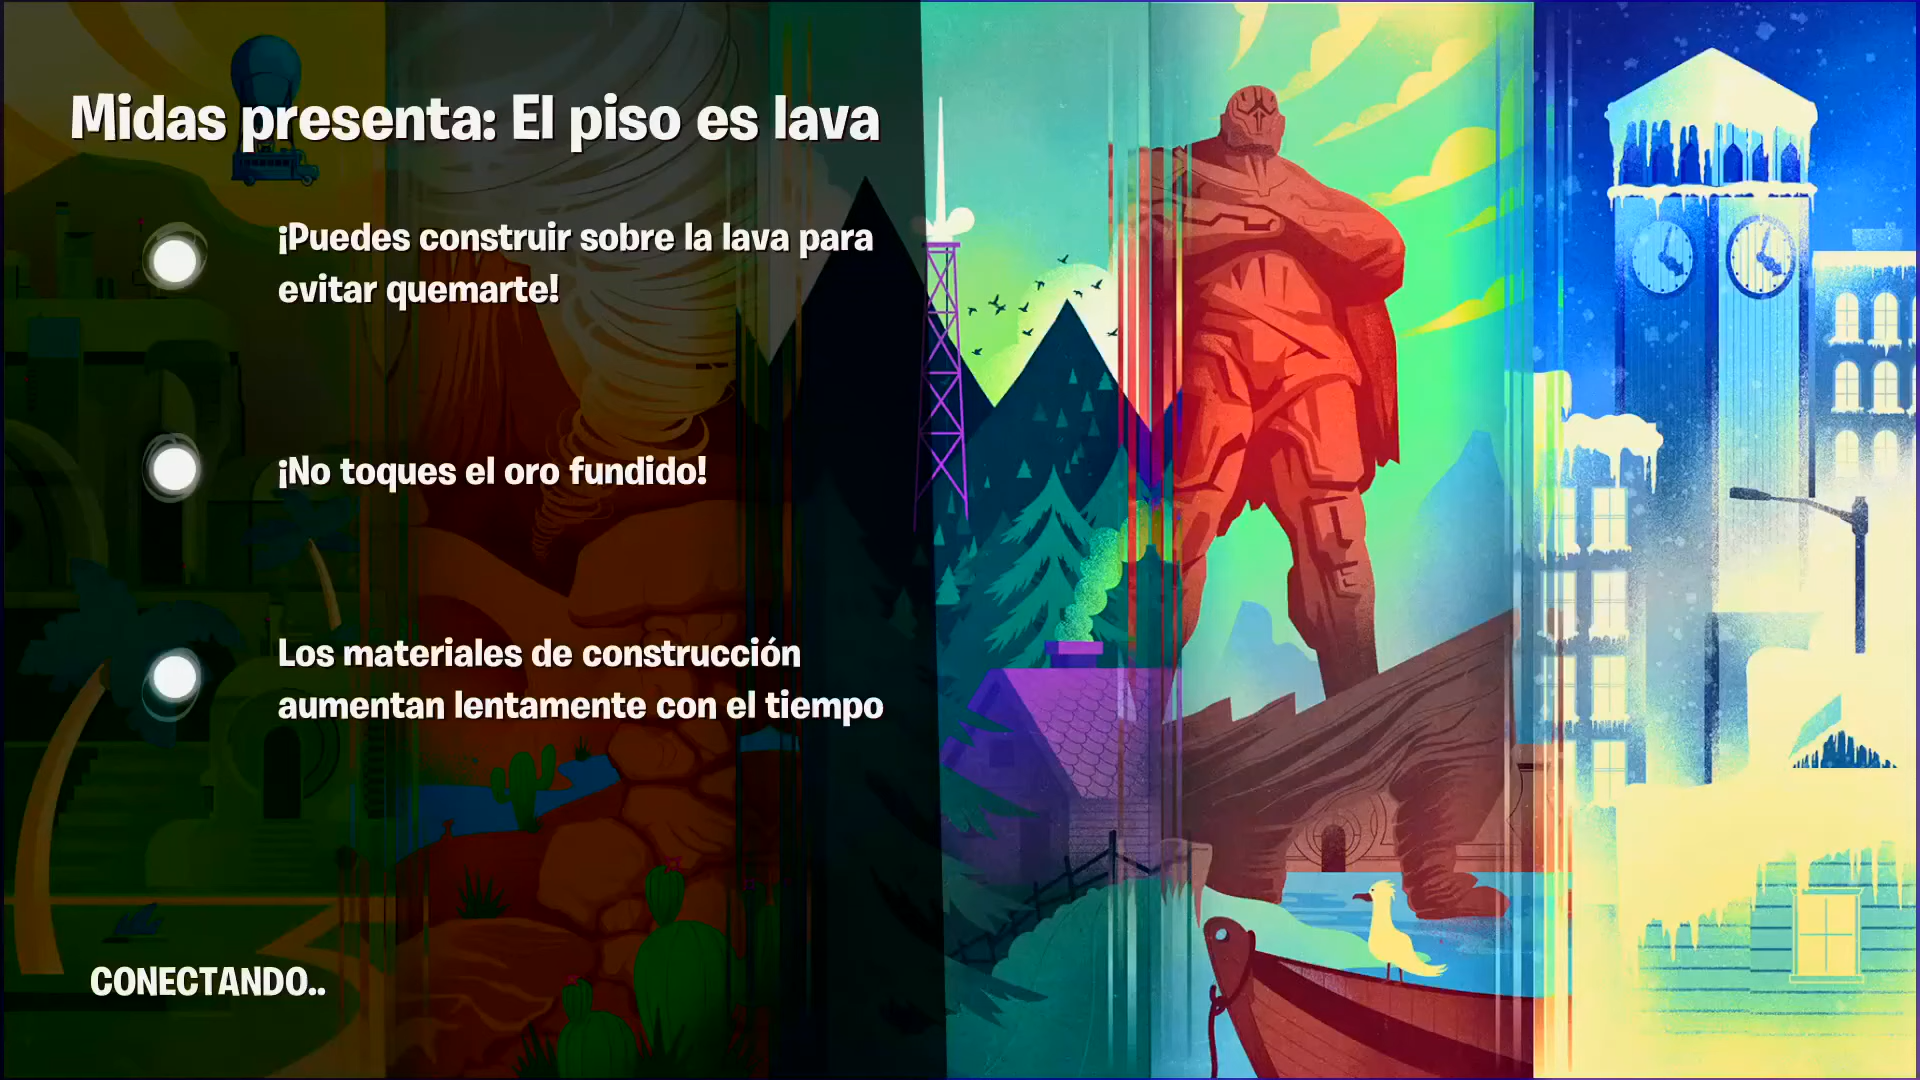 Midas presenta: El piso es lava
¡Puedes construir sobre la lava para
evitar quemarte!
¡No toques el oro fundido!
Los materiales de construcción
aumentan lentamente con el tiempo
CONECTANDO..